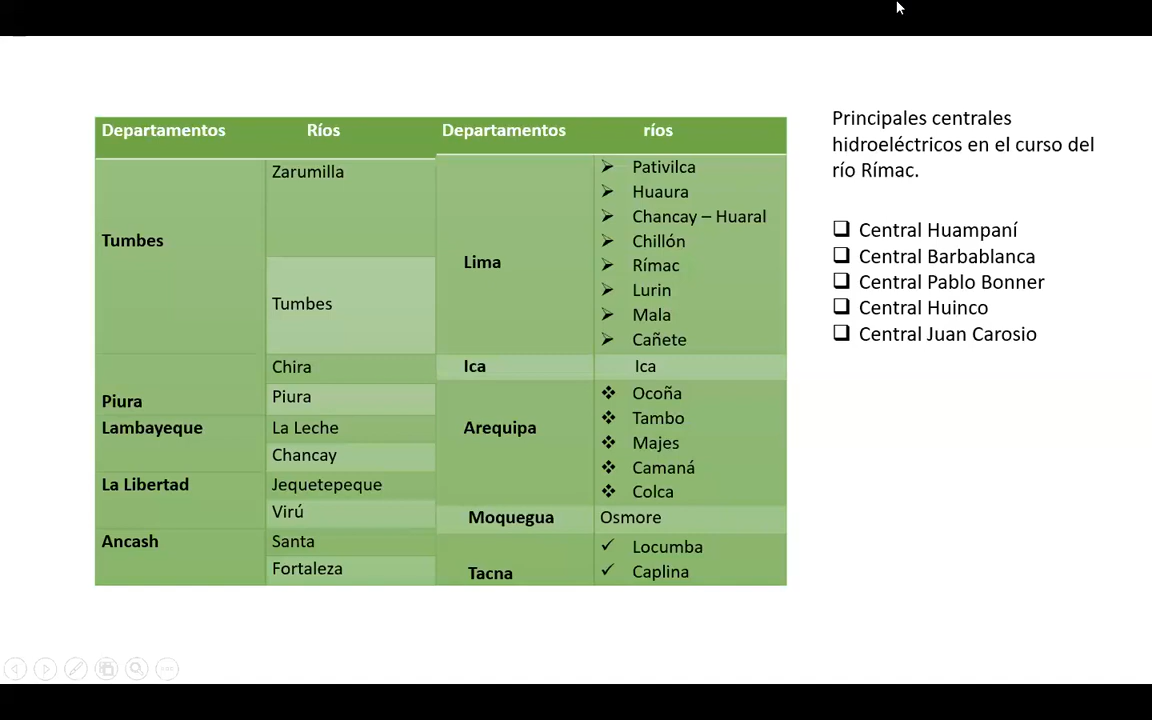 Departamentos Ríos Departamentos ríos
Tumbes
Zarumilla
Tumbes
Piura
Chira
Piura
Lambayeque
La Leche
Chancay
La Libertad
Jequetepeque
Virú
Ancash
Santa
Fortaleza
Lima
Pativilca
Huaura
Chancay – Huaral
Chillón
Rímac
Lurin
Mala
Cañete
Ica
Ica
Arequipa
Ocoña
Tambo
Majes
Camaná
Colca
Moquegua
Osmore
Tacna
Locumba
Caplina
Principales centrales
hidroeléctricos en el curso del
río Rímac.
Central Huampaní
Central Barbablanca
Central Pablo Bonner
Central Huinco
Central Juan Carosio